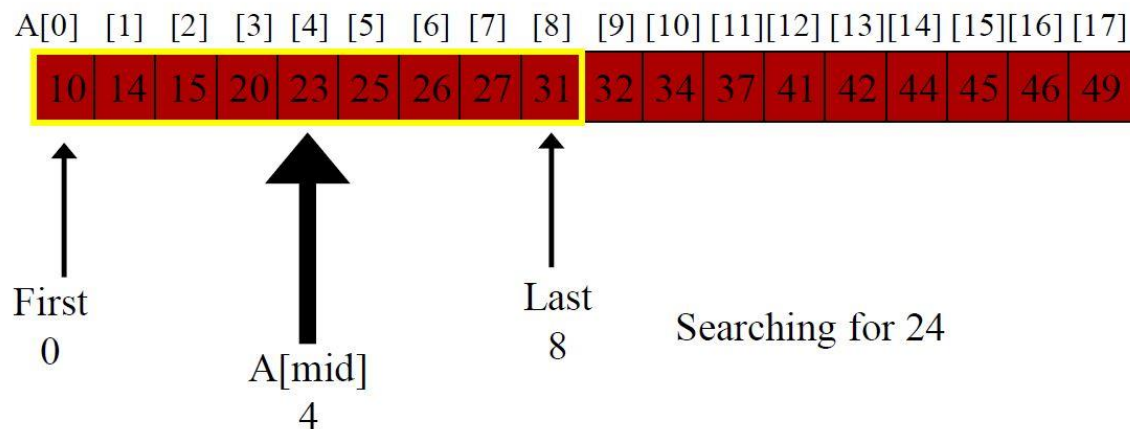 A[0] [1] [2] [3] [4] [5] [6] [7] [8] [9] [10] [11] [12] [13] [14] [15] [16] [17]
10 14 15 20 23 25 26 27 31 32 34 37 41 42 44 45 46 49
First
0
Last
8
Searching for 24
A[mid]
4